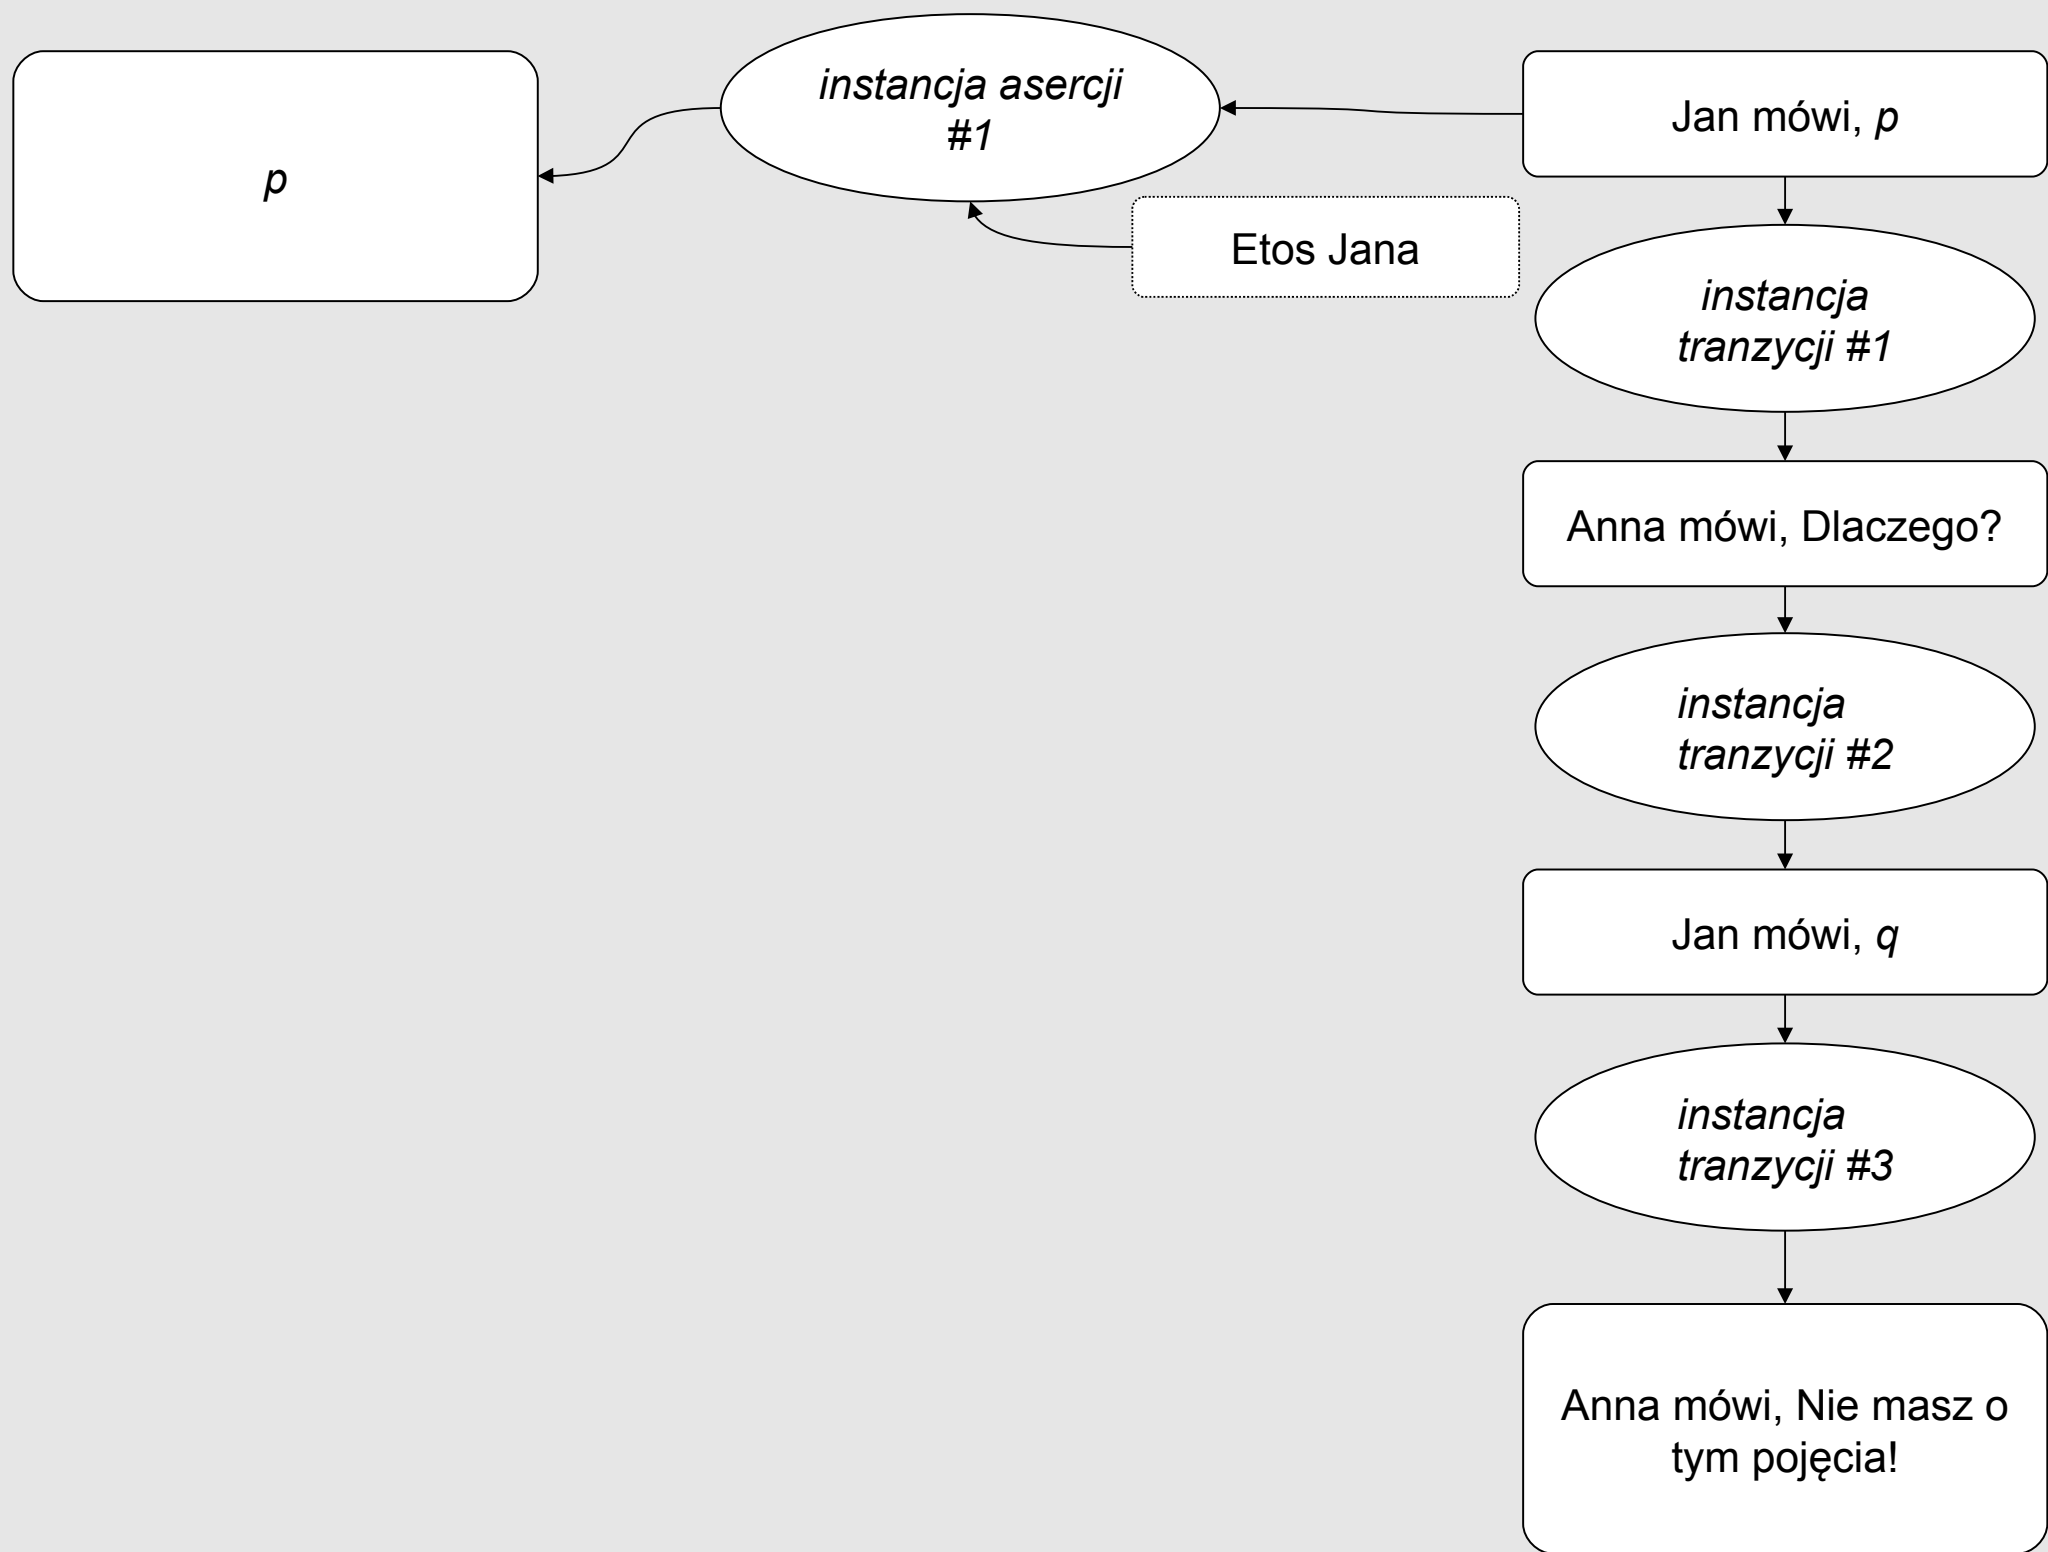 p
instancja asercji
#1
Jan mówi, p
Etos Jana
instancja
tranzycji #1
Anna mówi, Dlaczego?
instancja
tranzycji #2
Jan mówi, q
instancja
tranzycji #3
Anna mówi, Nie masz o
tym pojęcia!